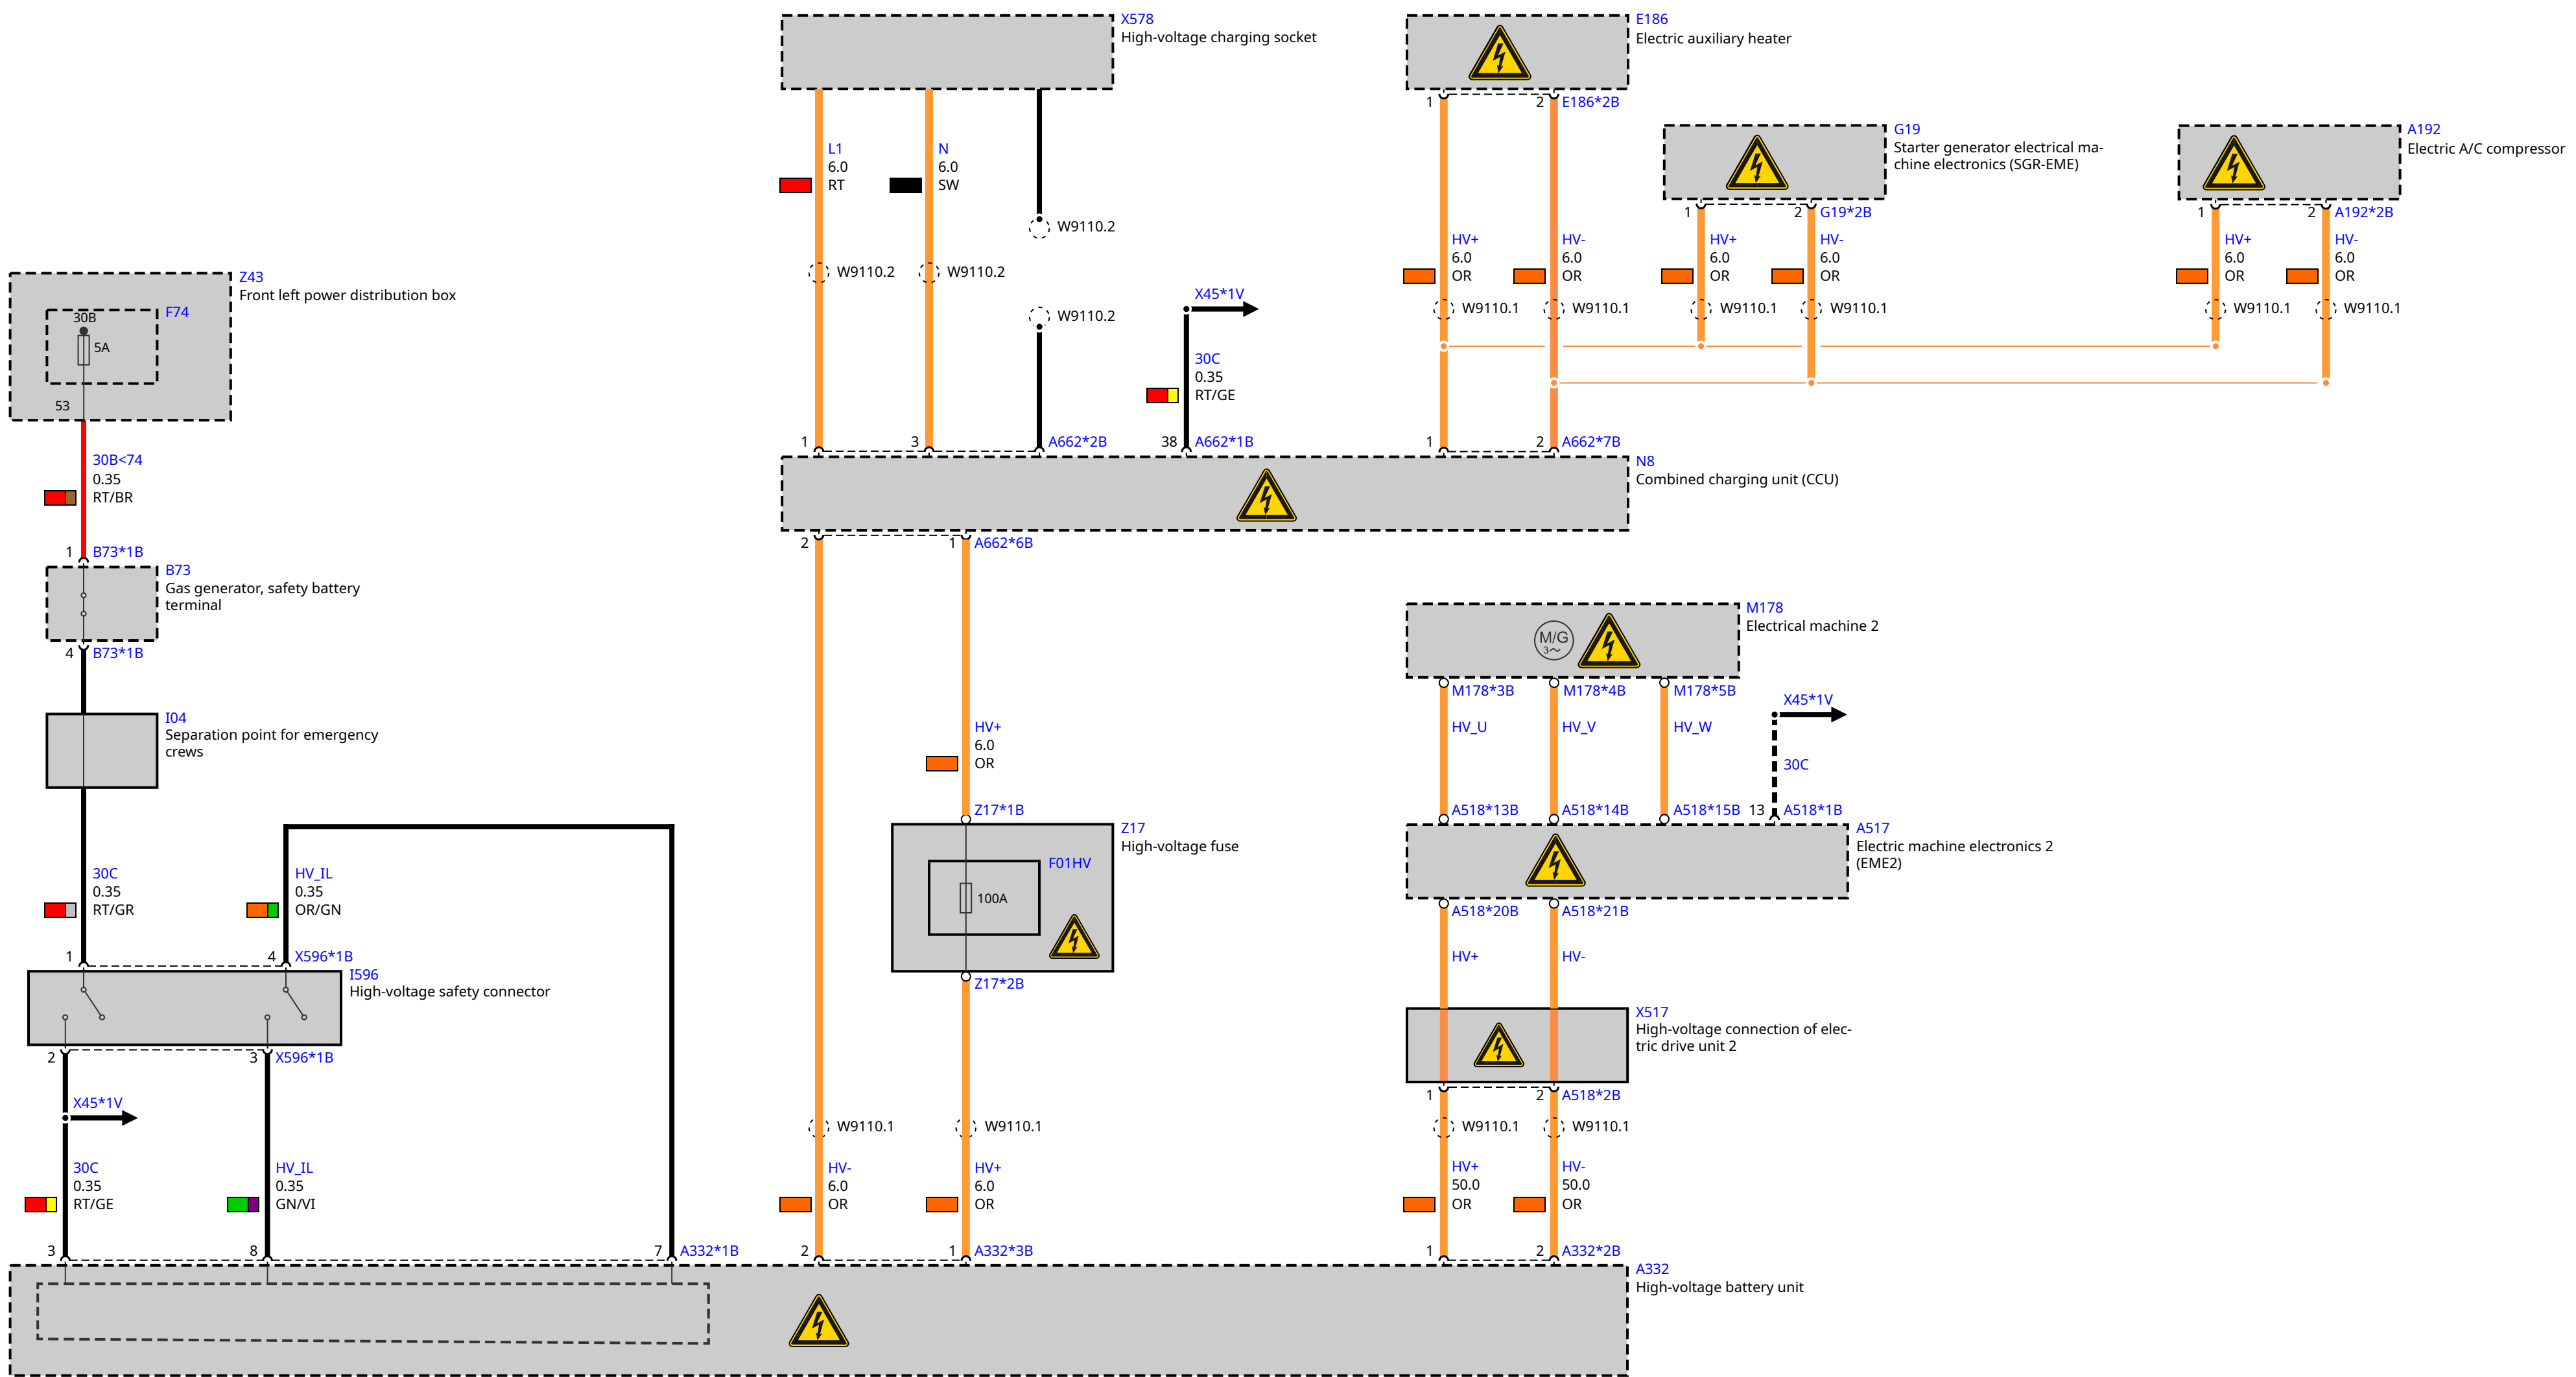 X578
High-voltage charging socket
E186
Electric auxiliary heater
1
2
E186*2B
G19
Starter generator electrical ma-
chine electronics (SGR-EME)
A192
Electric A/C compressor
L1
6.0
RT
N
6.0
SW
W9110.2
W9110.2
W9110.2
W9110.2
X45*1V
30C
0.35
RT/GE
HV+
6.0
OR
W9110.1
HV-
6.0
OR
W9110.1
1
2
G19*2B
HV+
6.0
OR
W9110.1
HV-
6.0
OR
W9110.1
1
2
A192*2B
HV+
6.0
OR
W9110.1
HV-
6.0
OR
W9110.1
Z43
Front left power distribution box
F74
30B
5A
53
30B<74
0.35
RT/BR
1
B73*1B
B73
Gas generator, safety battery
terminal
4
B73*1B
I04
Separation point for emergency
crews
30C
0.35
RT/GR
HV_IL
0.35
OR/GN
1
4
X596*1B
I596
High-voltage safety connector
2
3
X596*1B
X45*1V
30C
0.35
RT/GE
HV_IL
0.35
GN/VI
3
8
7
A332*1B
1
3
A662*2B
38
A662*1B
1
2
A662*7B
N8
Combined charging unit (CCU)
2
1
A662*6B
HV+
6.0
OR
Z17*1B
Z17
High-voltage fuse
F01HV
100A
Z17*2B
W9110.1
W9110.1
HV-
6.0
OR
HV+
6.0
OR
2
1
A332*3B
M178
Electrical machine 2
M/G
3~
M178*3B
M178*4B
M178*5B
X45*1V
HV_U
HV_V
HV_W
30C
A518*13B
A518*14B
A518*15B
13
A518*1B
A517
Electric machine electronics 2
(EME2)
A518*20B
A518*21B
HV+
HV-
X517
High-voltage connection of elec-
tric drive unit 2
1
2
A518*2B
W9110.1
W9110.1
HV+
50.0
OR
HV-
50.0
OR
1
2
A332*2B
A332
High-voltage battery unit